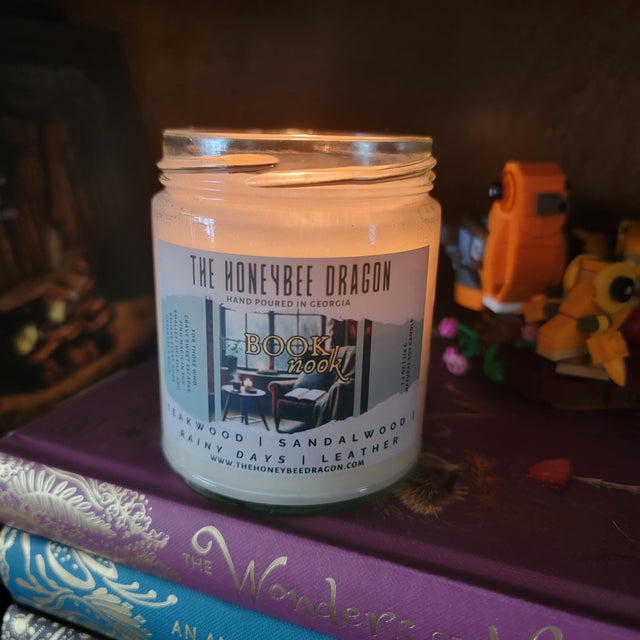 THE HONEYBEE DRAGON
HAND POURED IN GEORGIA
BOOK
nook
TEAKWOOD | SANDALWOOD |
RAINY DAYS | LEATHER
WWW.THEHONEYBEEDRAGON.COM
THE Wonders
AN